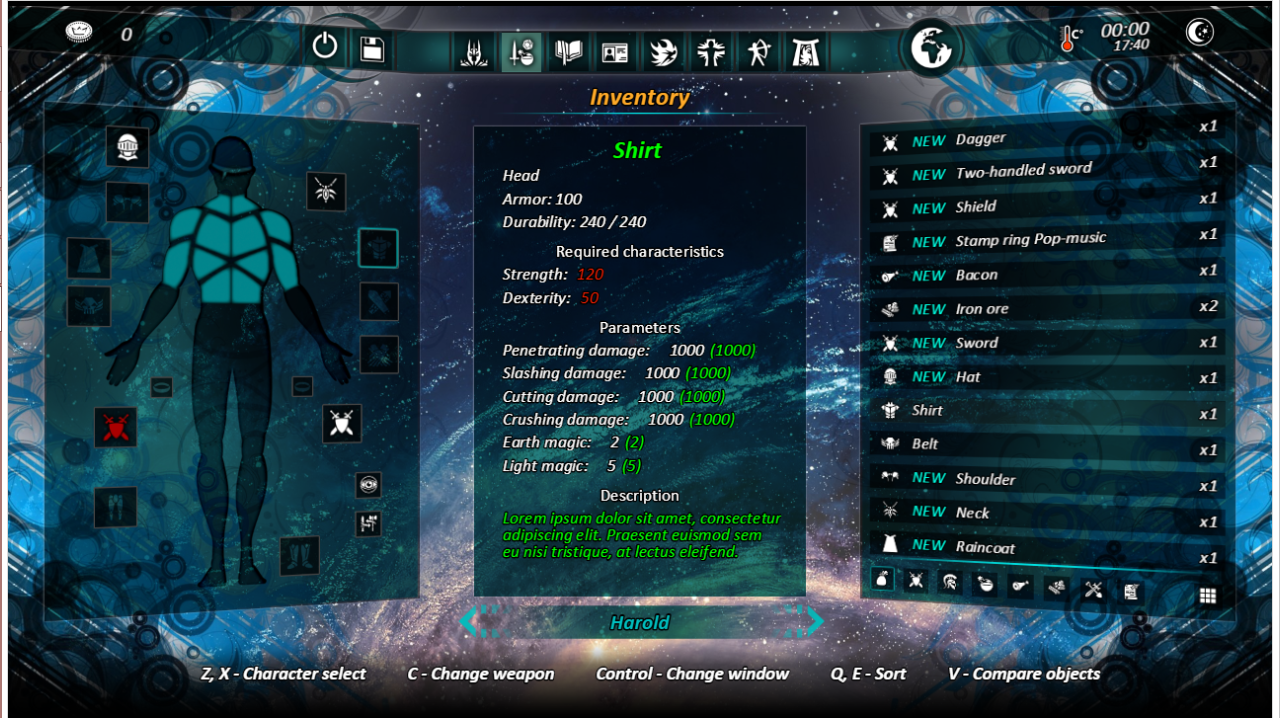 0
C°
00:00
17:40
Inventory
Shirt
Head
Armor: 100
Durability: 240 / 240
Required characteristics
Strength: 120
Dexterity: 50
Parameters
Penetrating damage: 1000 (1000)
Slashing damage: 1000 (1000)
Cutting damage: 1000 (1000)
Crushing damage: 1000 (1000)
Earth magic: 2 (2)
Light magic: 5 (5)
Description
Lorem ipsum dolor sit amet, consectetur
adipiscing elit. Praesent euismod sem
eu nisi tristique, at lectus eleifend.
Harold
NEW Dagger x1
NEW Two-handled sword x1
NEW Shield x1
NEW Stamp ring Pop-music x1
NEW Bacon x1
NEW Iron ore x2
NEW Sword x1
NEW Hat x1
Shirt x1
Belt x1
NEW Shoulder x1
NEW Neck x1
NEW Raincoat x1
Z, X - Character select C - Change weapon Control - Change window Q, E - Sort V - Compare objects